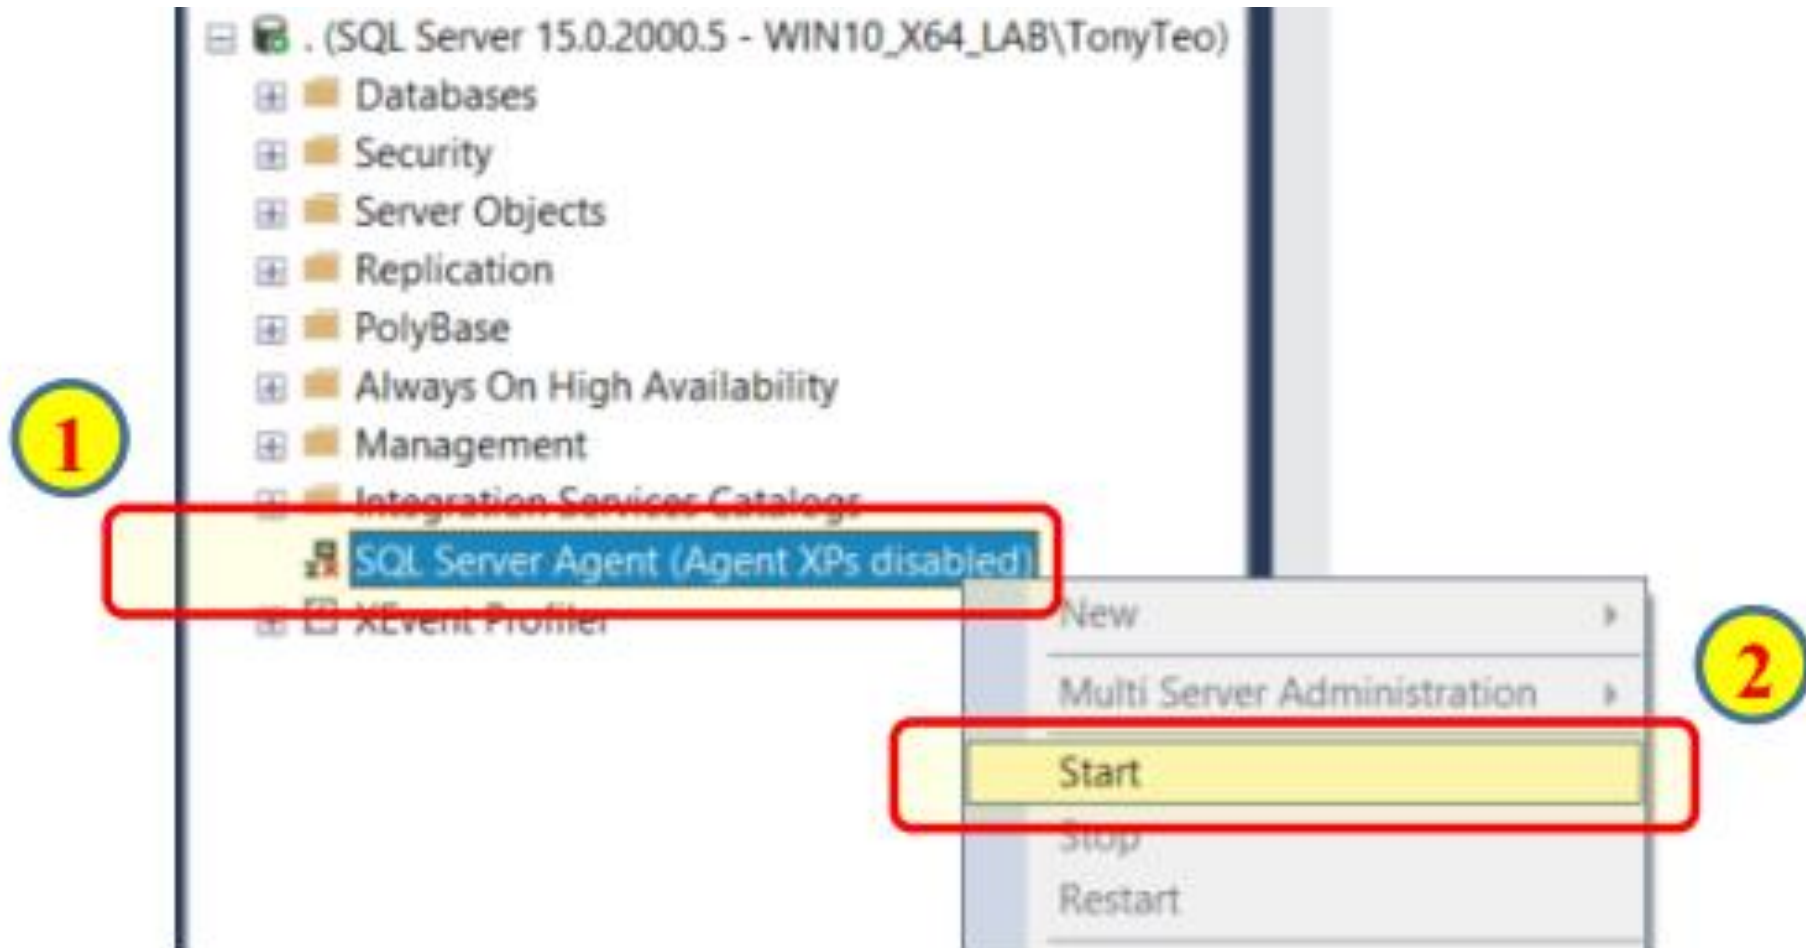 . (SQL Server 15.0.2000.5 - WIN10_X64_LAB\TonyTeo)
Databases
Security
Server Objects
Replication
PolyBase
Always On High Availability
1
Management
Integration Services Catalogs
SQL Server Agent (Agent XPs disabled)
XEvent Profiler
New
2
Multi Server Administration
Start
Stop
Restart